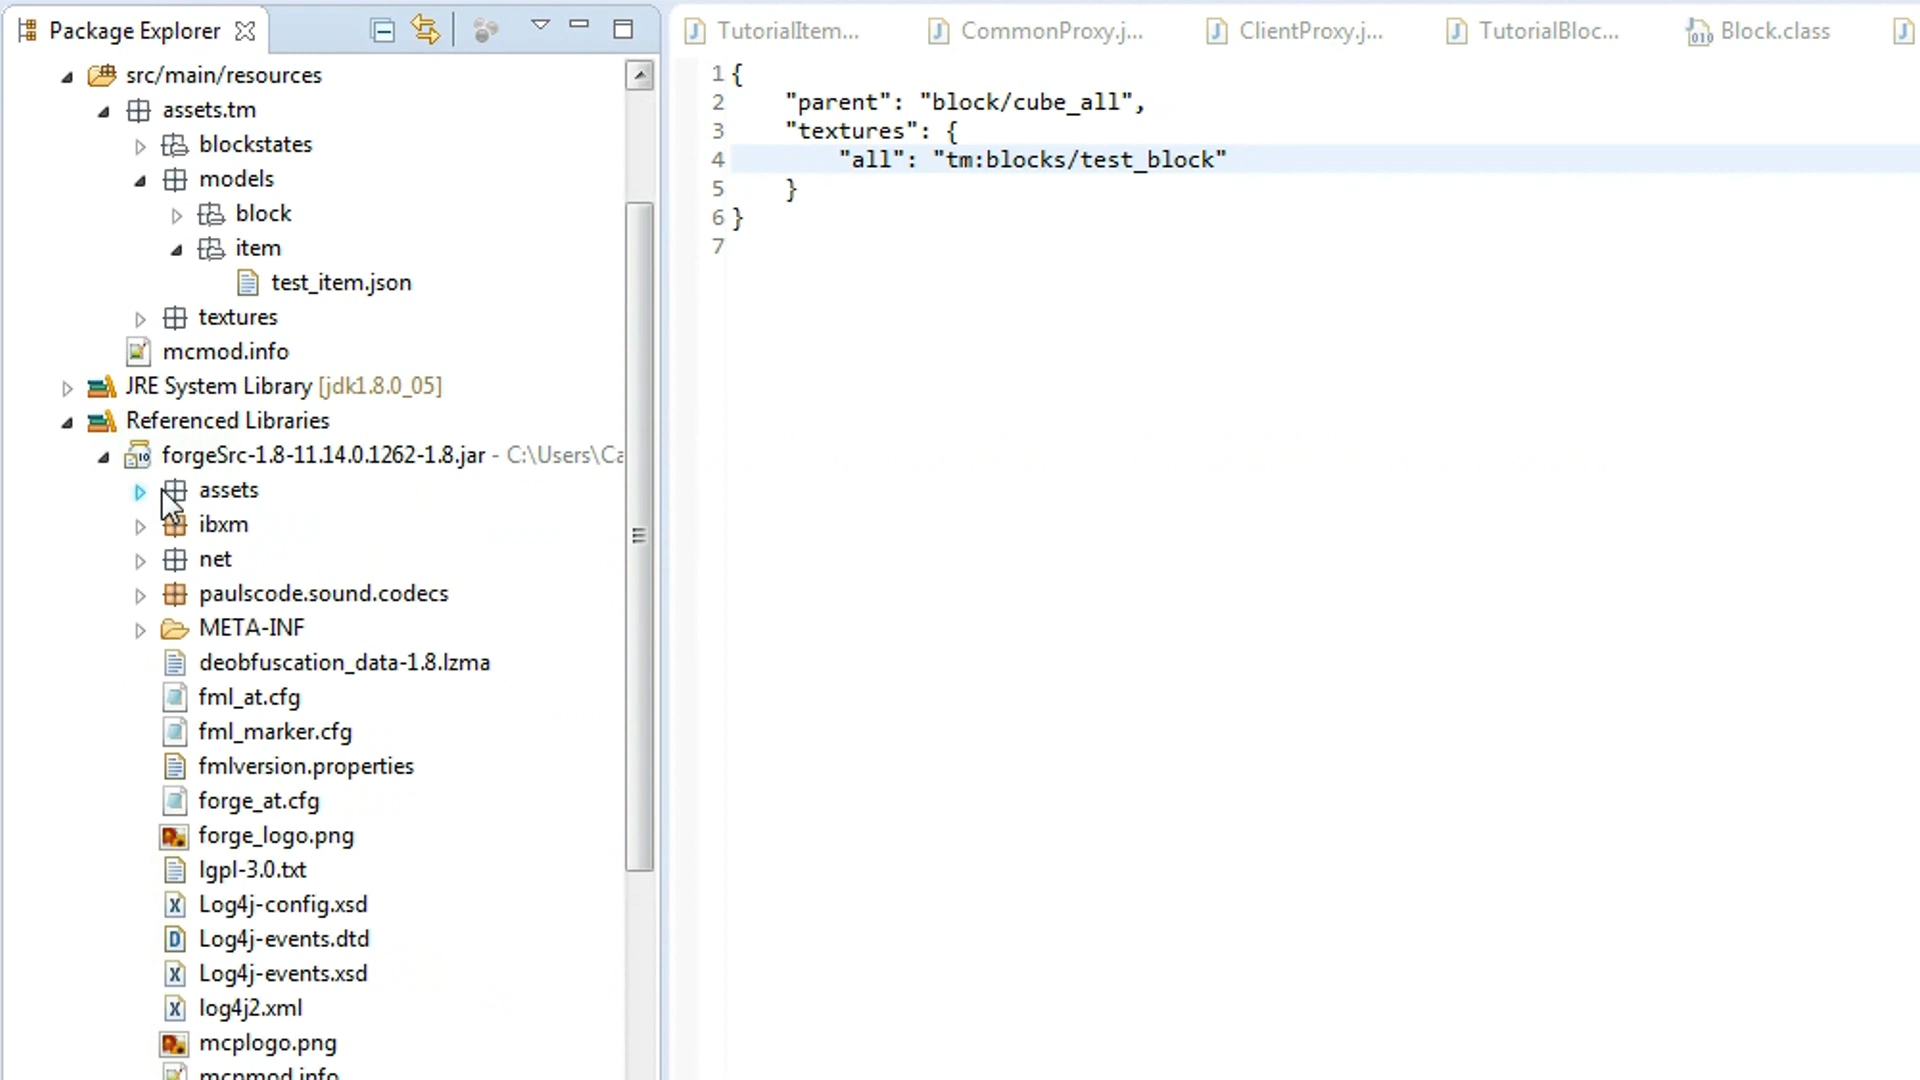 Package Explorer
src/main/resources
assets.tm
blockstates
models
block
item
test_item.json
textures
mcmod.info
JRE System Library [jdk1.8.0_05]
Referenced Libraries
forgeSrc-1.8-11.14.0.1262-1.8.jar - C:\Users\Ca
assets
ibxm
net
paulscode.sound.codecs
META-INF
deobfuscation_data-1.8.lzma
fml_at.cfg
fml_marker.cfg
fmlversion.properties
forge_at.cfg
forge_logo.png
lgpl-3.0.txt
Log4j-config.xsd
Log4j-events.dtd
Log4j-events.xsd
log4j2.xml
mcplogo.png
mcpmod.info
TutorialItem... CommonProxy.j... ClientProxy.j... TutorialBloc... Block.class
1 {
2 "parent": "block/cube_all",
3 "textures": {
4 "all": "tm:blocks/test_block"
5 }
6 }
7